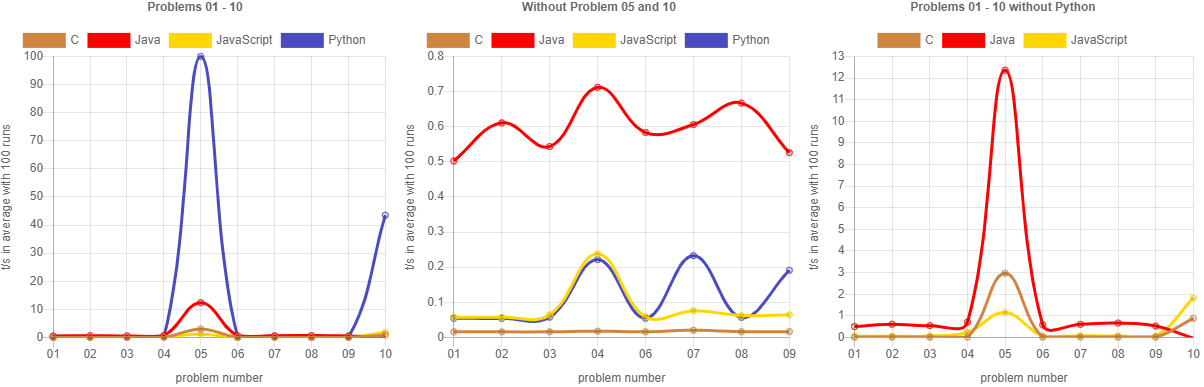 Problems 01 - 10
C Java JavaScript Python
t/s in average with 100 runs
100
90
80
70
60
50
40
30
20
10
0
01 02 03 04 05 06 07 08 09 10
problem number
Without Problem 05 and 10
C Java JavaScript Python
t/s in average with 100 runs
0.8
0.7
0.6
0.5
0.4
0.3
0.2
0.1
0
01 02 03 04 06 07 08 09
problem number
Problems 01 - 10 without Python
C Java JavaScript
t/s in average with 100 runs
13
12
11
10
9
8
7
6
5
4
3
2
1
0
01 02 03 04 05 06 07 08 09 10
problem number